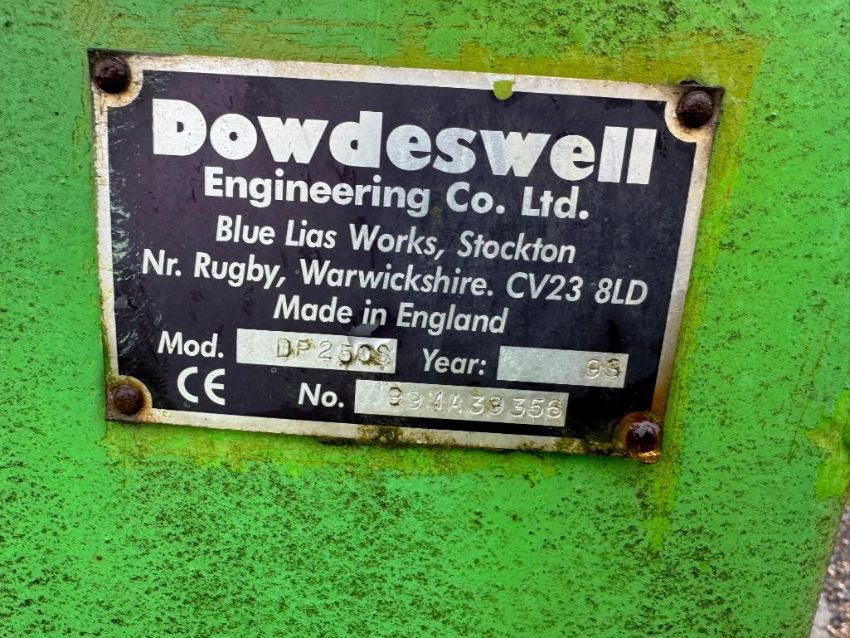 Dowdeswell
Engineering Co. Ltd.
Blue Lias Works, Stockton
Nr. Rugby, Warwickshire. CV23 8LD
Made in England
Mod. DP250S Year: 99
CE No. 99MA39356